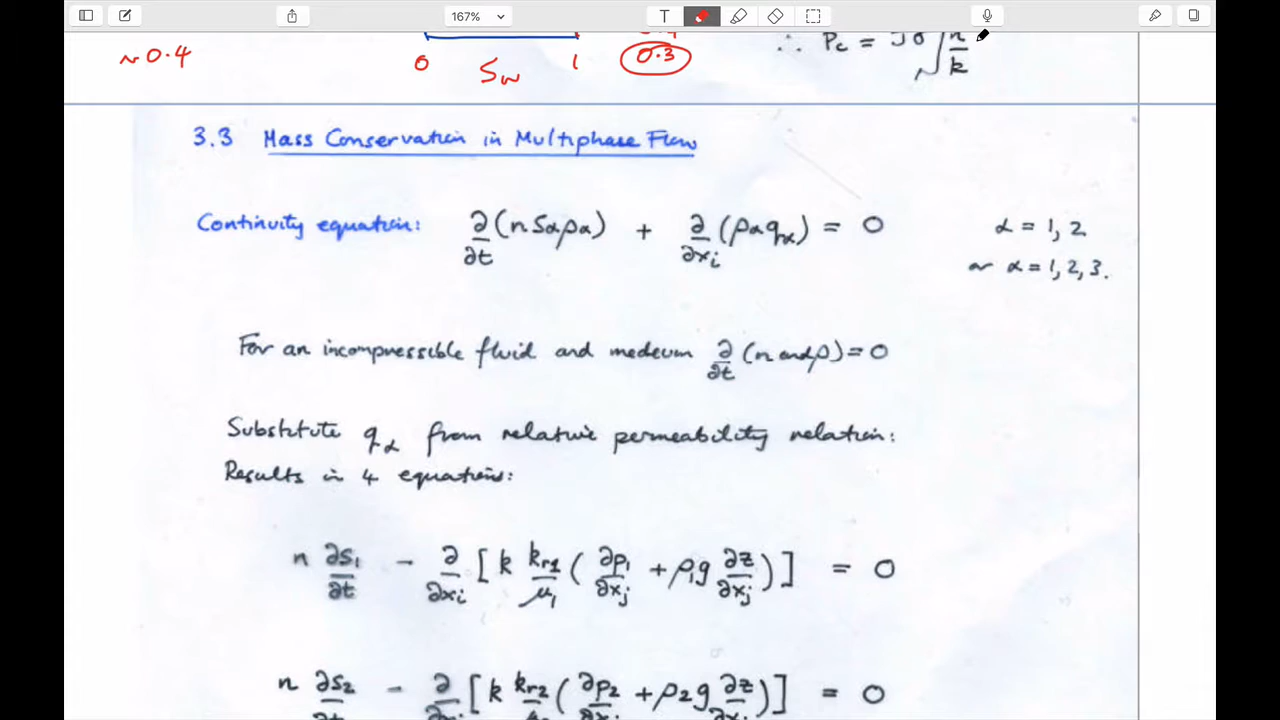 167%
T
~0.4
0
Sw
1
0.3
∴ Pc = Jσ √n/k
3.3 Mass Conservation in Multiphase Flow
Continuity equation: ∂/∂t (n Sα ρα) + ∂/∂xi (ρα qα) = 0 α = 1, 2
or α = 1, 2, 3.
For an incompressible fluid and medium ∂/∂t (n and ρ) = 0
Substitute qα from relative permeability relation:
Results in 4 equations:
n ∂s1/∂t - ∂/∂xi [k kr1/μ1 (∂p1/∂xj + ρ1g ∂z/∂xj)] = 0
n ∂s2/∂t - ∂/∂xi [k kr2/μ2 (∂p2/∂xj + ρ2g ∂z/∂xj)] = 0